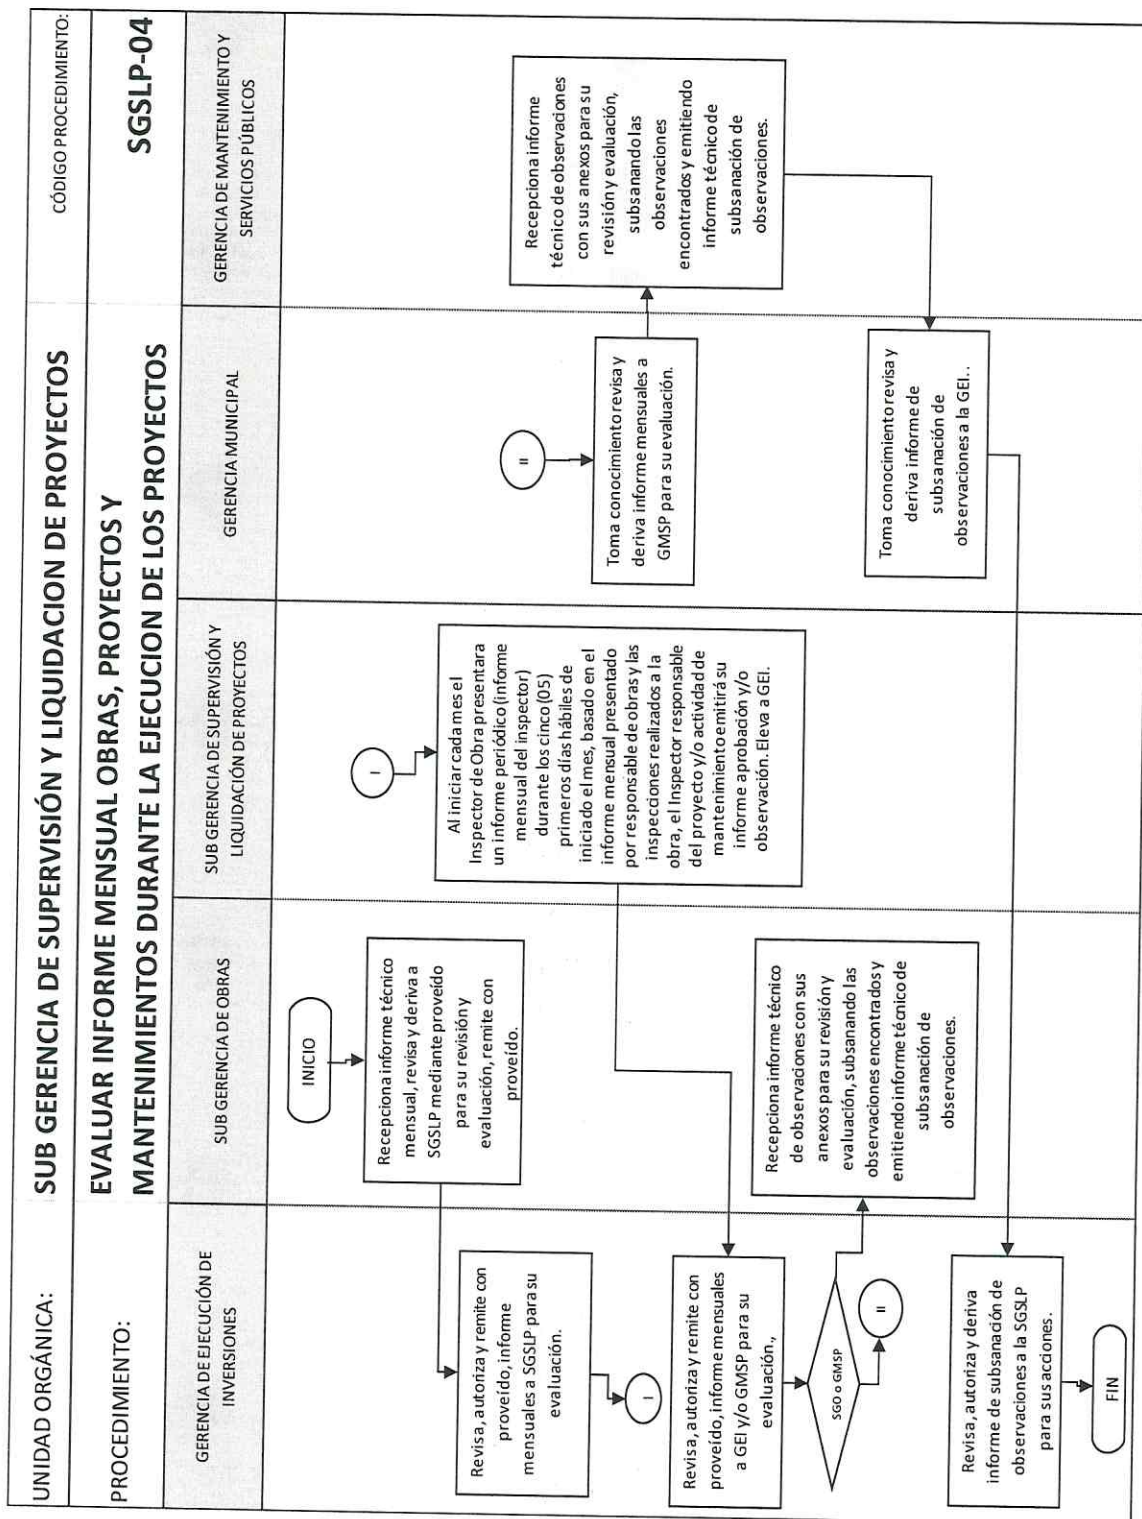 UNIDAD ORGÁNICA:
SUB GERENCIA DE SUPERVISIÓN Y LIQUIDACION DE PROYECTOS
CÓDIGO PROCEDIMIENTO:
PROCEDIMIENTO:
EVALUAR INFORME MENSUAL OBRAS, PROYECTOS Y
MANTENIMIENTOS DURANTE LA EJECUCION DE LOS PROYECTOS
SGSLP-04
GERENCIA DE EJECUCIÓN DE
INVERSIONES
SUB GERENCIA DE OBRAS
SUB GERENCIA DE SUPERVISIÓN Y
LIQUIDACIÓN DE PROYECTOS
GERENCIA MUNICIPAL
GERENCIA DE MANTENIMIENTO Y
SERVICIOS PÚBLICOS
INICIO
Recepciona informe técnico
mensual, revisa y deriva a
SGSLP mediante proveído
para su revisión y
evaluación, remite con
proveído.
Revisa, autoriza y remite con
proveído, informe
mensuales a SGSLP para su
evaluación.
I
I
Al iniciar cada mes el
Inspector de Obra presentara
un informe periódico (informe
mensual del inspector)
durante los cinco (05)
primeros días hábiles de
iniciado el mes, basado en el
informe mensual presentado
por responsable de obras y las
inspecciones realizados a la
obra, el Inspector responsable
del proyecto y/o actividad de
mantenimiento emitirá su
informe aprobación y/o
observación. Eleva a GEI.
Revisa, autoriza y remite con
proveído, informe mensuales
a GEI y/o GMSP para su
evaluación.,
SGO o GMSP
II
Recepciona informe técnico
de observaciones con sus
anexos para su revisión y
evaluación, subsanando las
observaciones encontrados y
emitiendo informe técnico de
subsanación de
observaciones.
II
Toma conocimiento revisa y
deriva informe mensuales a
GMSP para su evaluación.
Recepciona informe
técnico de observaciones
con sus anexos para su
revisión y evaluación,
subsanando las
observaciones
encontrados y emitiendo
informe técnico de
subsanación de
observaciones.
Toma conocimiento revisa y
deriva informe de
subsanación de
observaciones a la GEI. .
Revisa, autoriza y deriva
informe de subsanación de
observaciones a la SGSLP
para sus acciones.
FIN